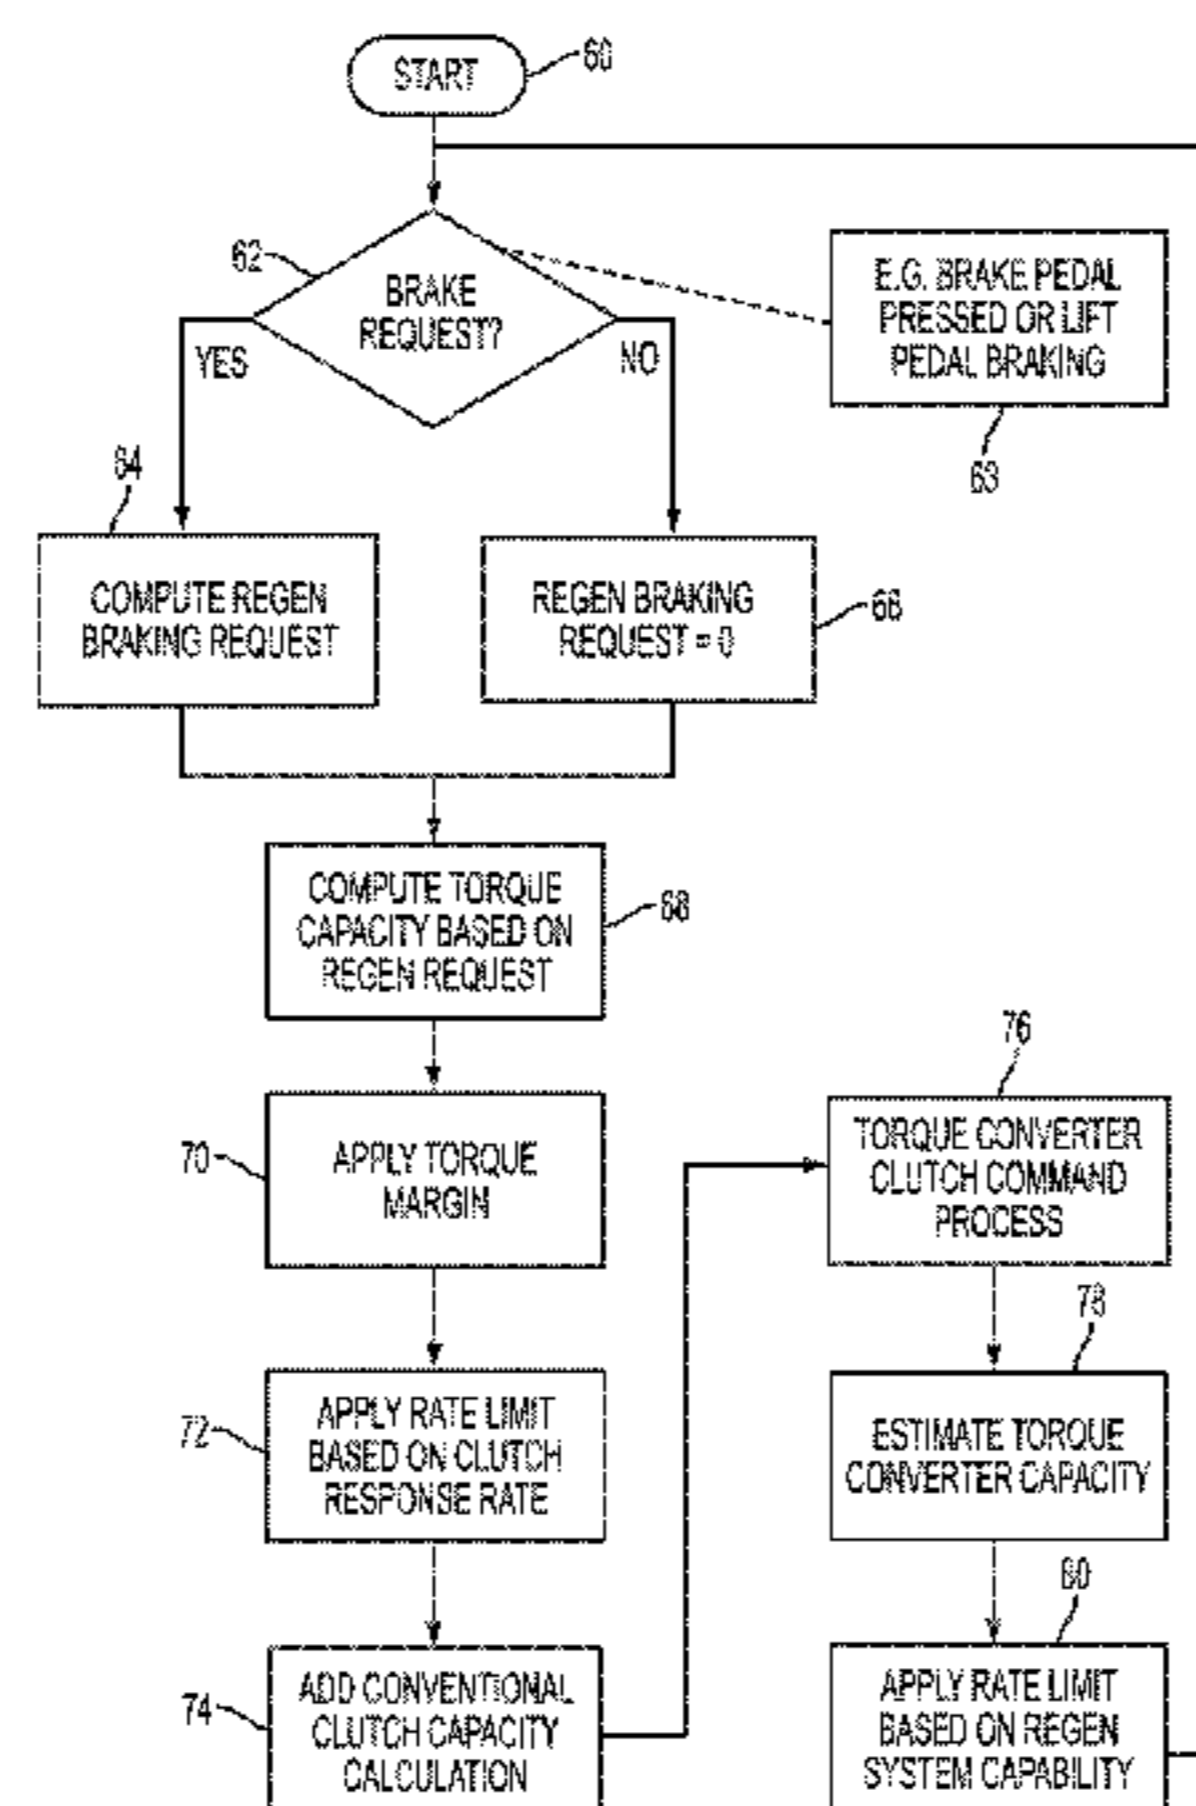 START
60
62
BRAKE
REQUEST?
YES
NO
E.G. BRAKE PEDAL
PRESSED OR LIFT
PEDAL BRAKING
63
64
COMPUTE REGEN
BRAKING REQUEST
REGEN BRAKING
REQUEST = 0
66
COMPUTE TORQUE
CAPACITY BASED ON
REGEN REQUEST
68
70
APPLY TORQUE
MARGIN
72
APPLY RATE LIMIT
BASED ON CLUTCH
RESPONSE RATE
74
ADD CONVENTIONAL
CLUTCH CAPACITY
CALCULATION
76
TORQUE CONVERTER
CLUTCH COMMAND
PROCESS
78
ESTIMATE TORQUE
CONVERTER CAPACITY
80
APPLY RATE LIMIT
BASED ON REGEN
SYSTEM CAPABILITY